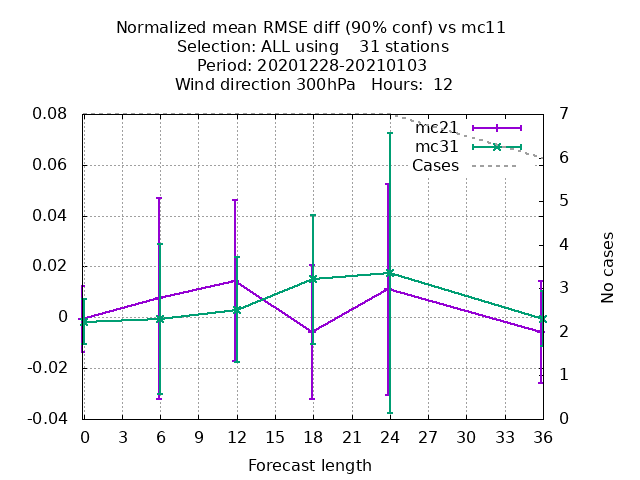 Normalized mean RMSE diff (90% conf) vs mc11
Selection: ALL using    31 stations
Period: 20201228-20210103
Wind direction 300hPa   Hours:  12
0.08
0.06
0.04
0.02
0
-0.02
-0.04
mc21
mc31
Cases
7
6
5
4
3
2
1
0
No cases
0 3 6 9 12 15 18 21 24 27 30 33 36
Forecast length